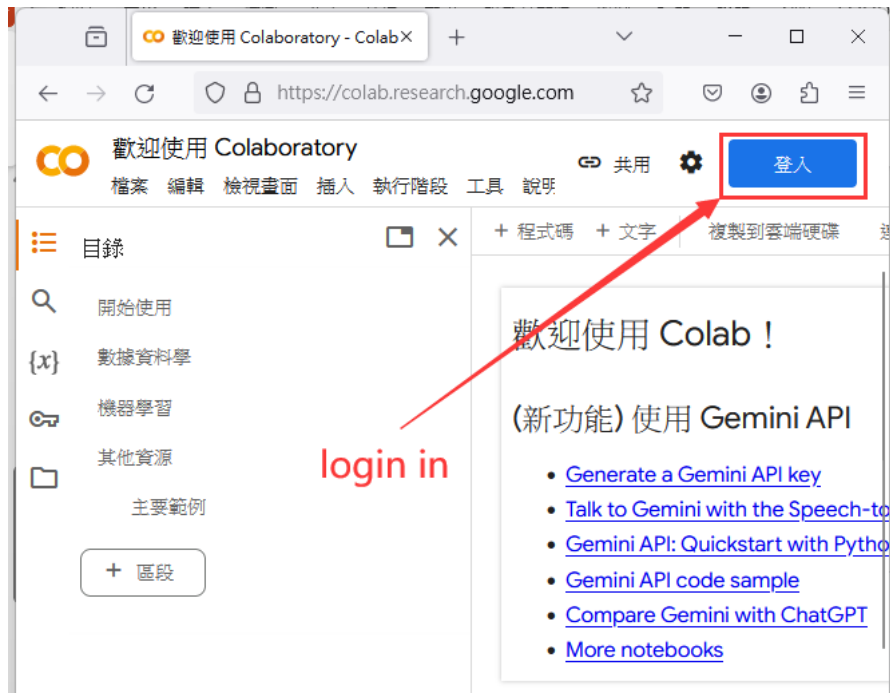 歡迎使用 Colaboratory - Colab
https://colab.research.google.com
歡迎使用 Colaboratory
檔案 編輯 檢視畫面 插入 執行階段 工具 說明
共用
登入
目錄
+ 程式碼 + 文字 複製到雲端硬碟
開始使用
數據資料學
機器學習
其他資源
主要範例
+ 區段
login in
歡迎使用 Colab！
(新功能) 使用 Gemini API
Generate a Gemini API key
Talk to Gemini with the Speech-to
Gemini API: Quickstart with Pytho
Gemini API code sample
Compare Gemini with ChatGPT
More notebooks